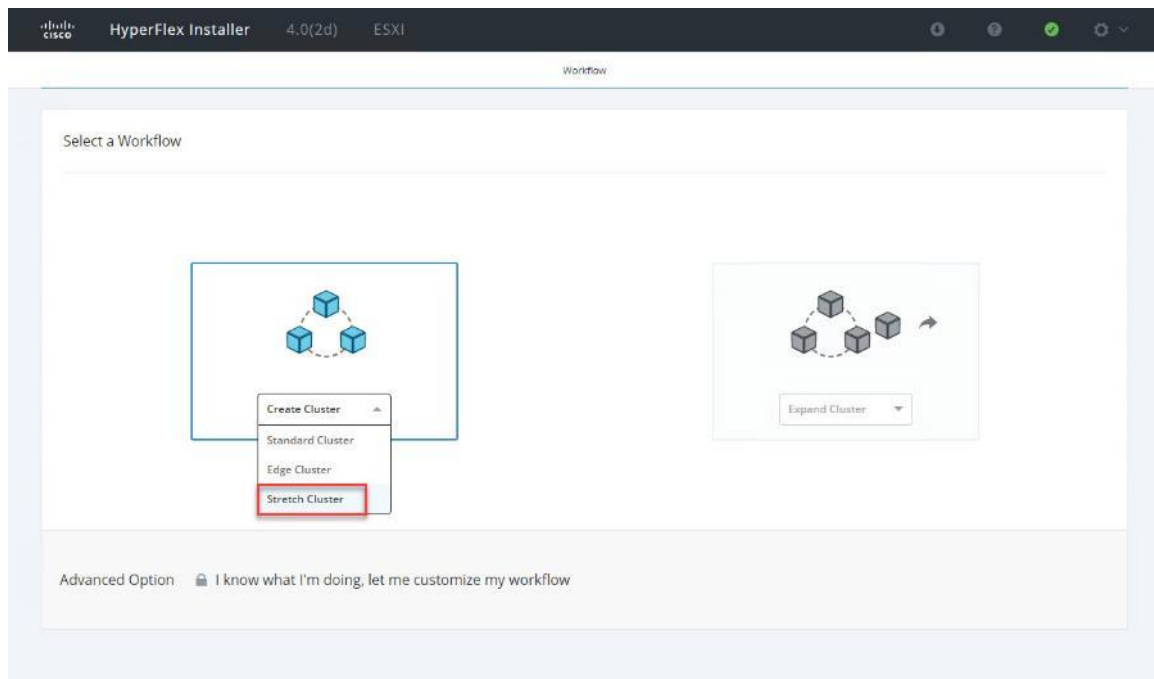 CISCO HyperFlex Installer 4.0(2d) ESXI
Workflow
Select a Workflow
Create Cluster
Standard Cluster
Edge Cluster
Stretch Cluster
Expand Cluster
Advanced Option I know what I'm doing, let me customize my workflow